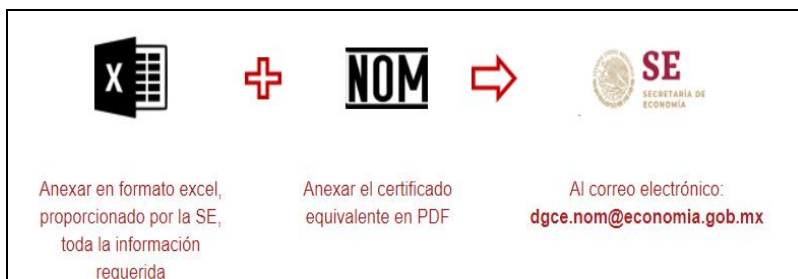 X
NOM
SE
SECRETARÍA DE
ECONOMÍA
Anexar en formato excel,
proporcionado por la SE,
toda la información
requerida
Anexar el certificado
equivalente en PDF
Al correo electrónico:
dgce.nom@economia.gob.mx